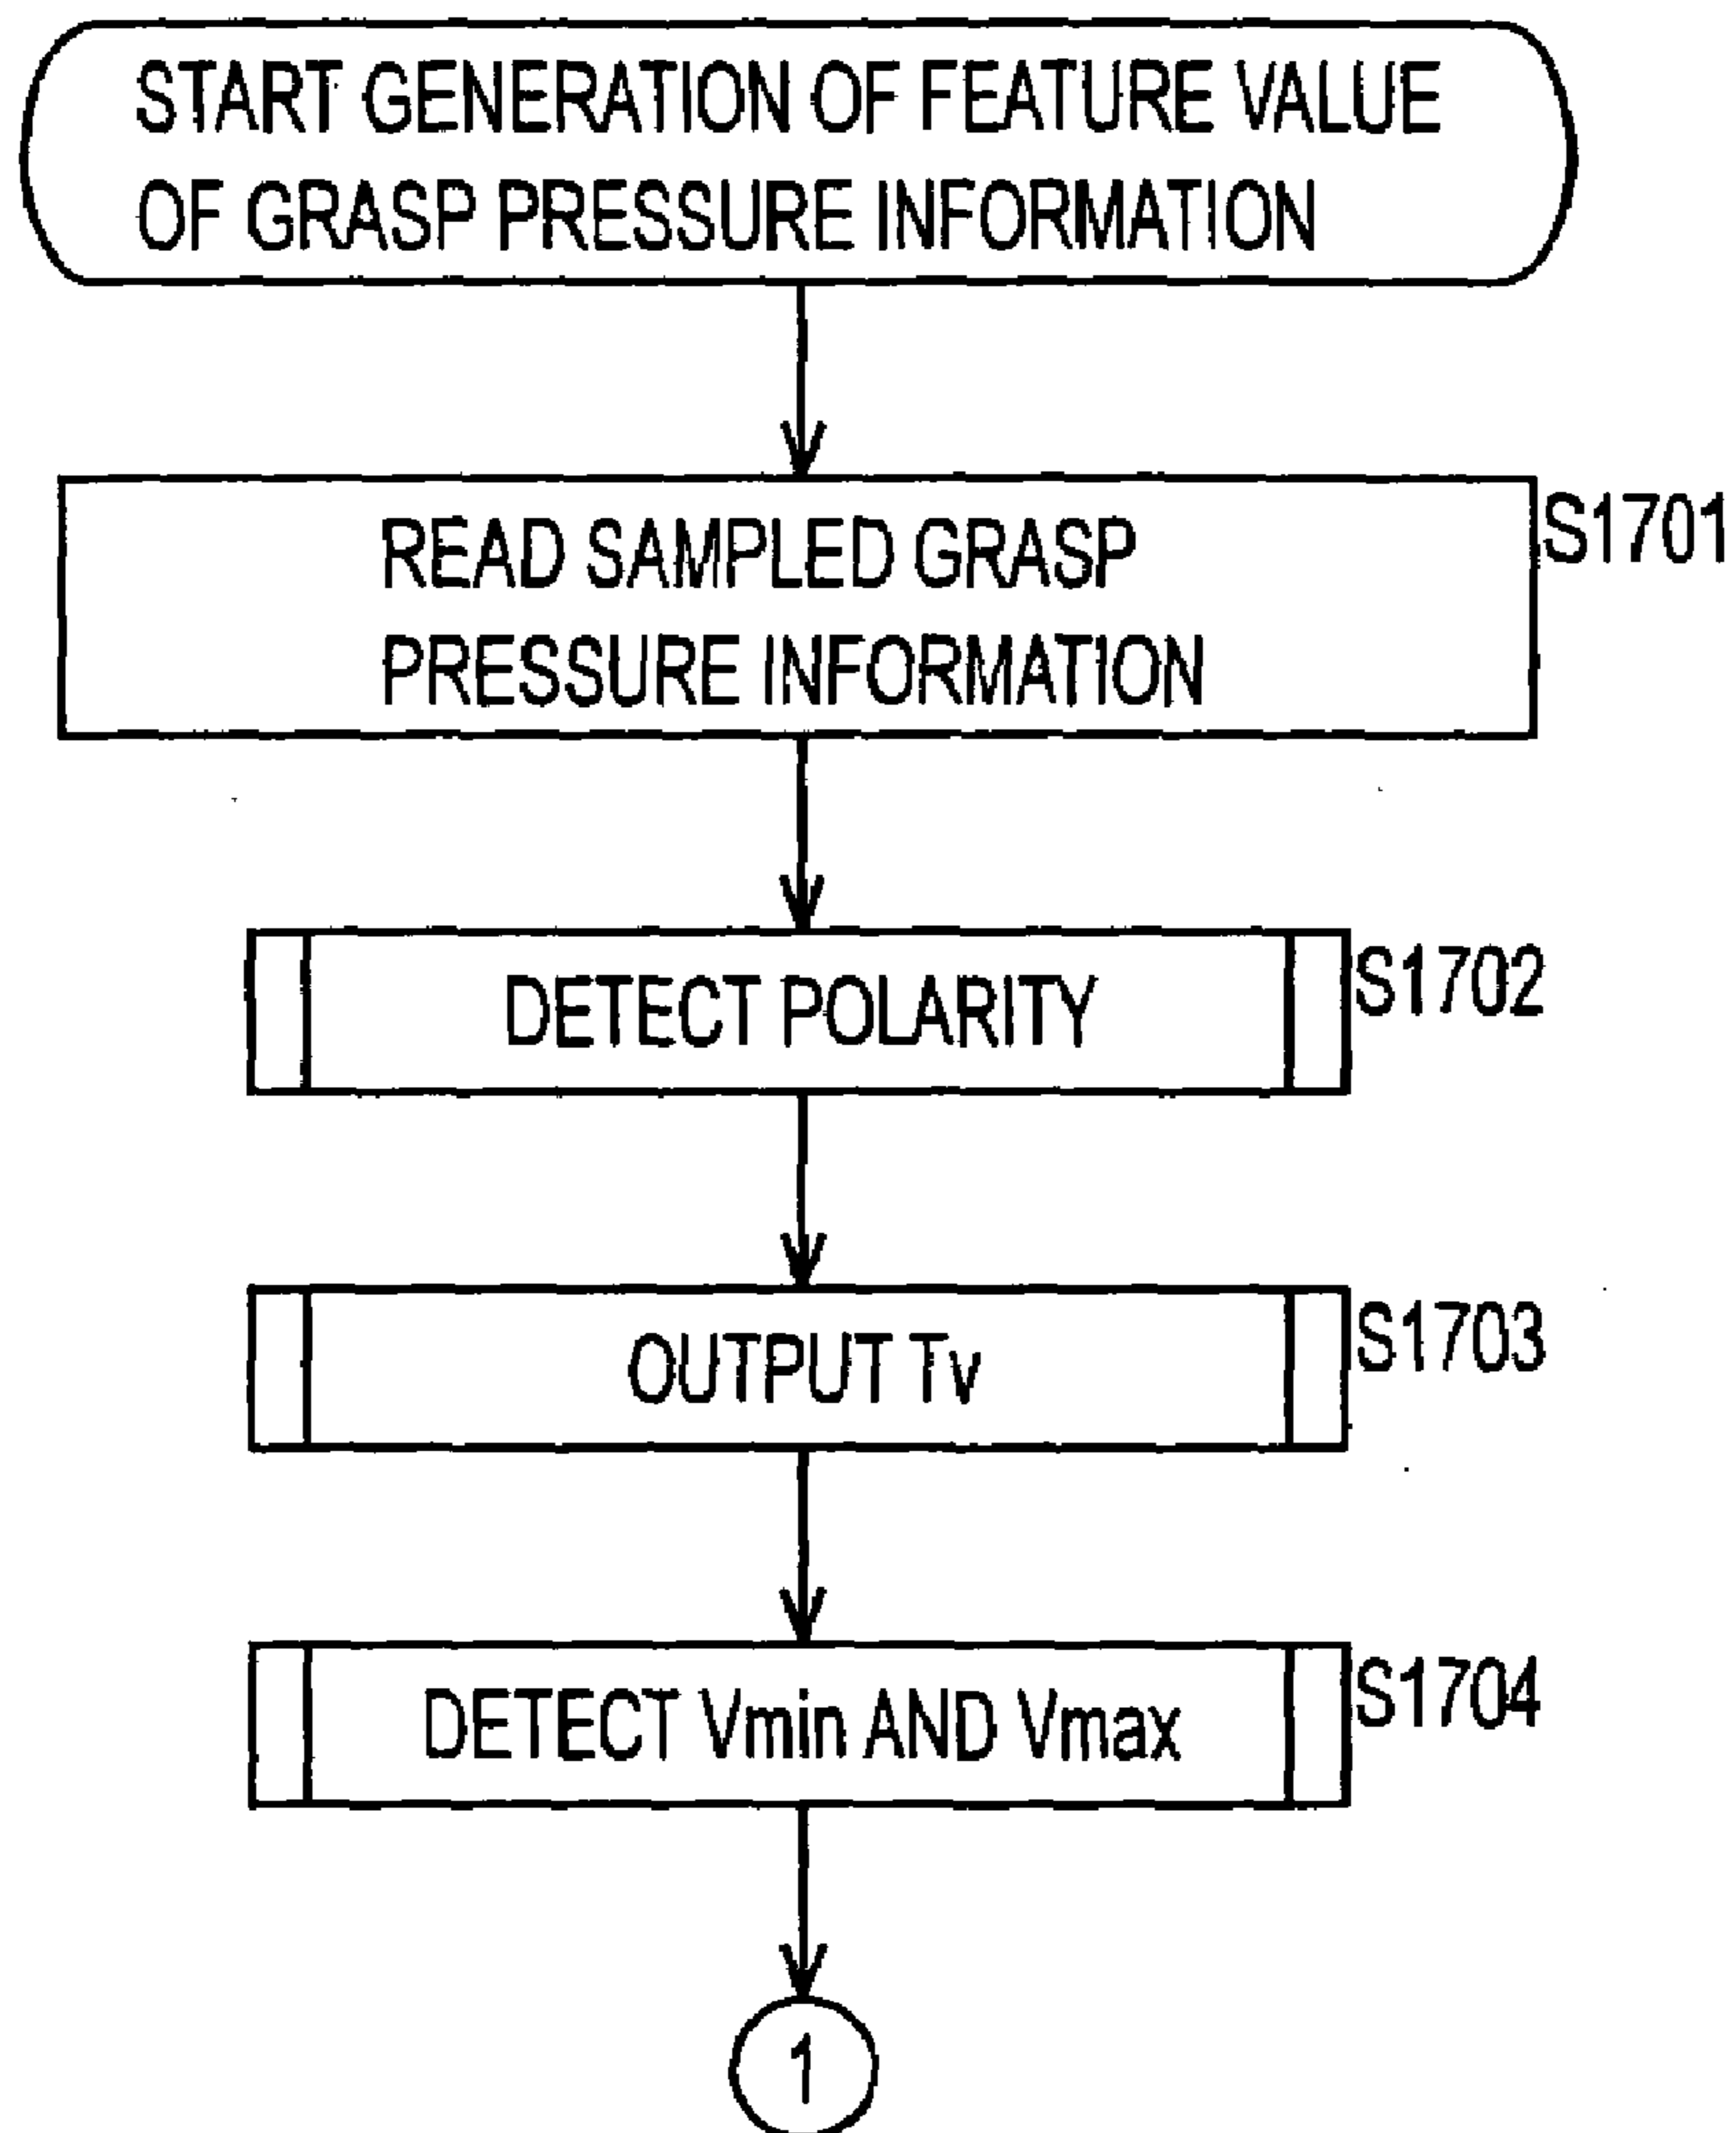 START GENERATION OF FEATURE VALUE
OF GRASP PRESSURE INFORMATION
READ SAMPLED GRASP
PRESSURE INFORMATION
S1701
DETECT POLARITY
S1702
OUTPUT Tv
S1703
DETECT Vmin AND Vmax
S1704
1